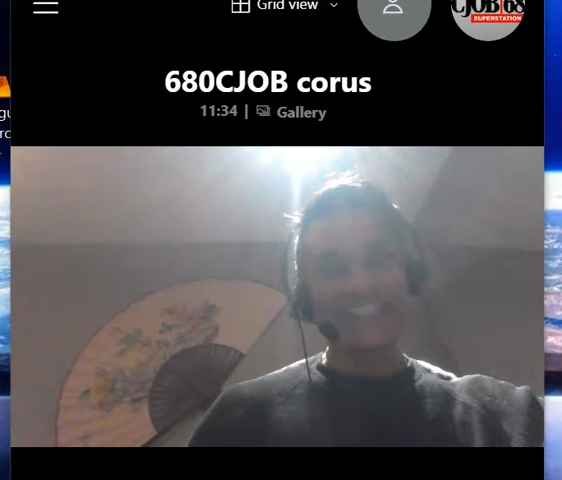 Grid view
CJOB 68
SUPERSTATION
680CJOB corus
11:34 | Gallery